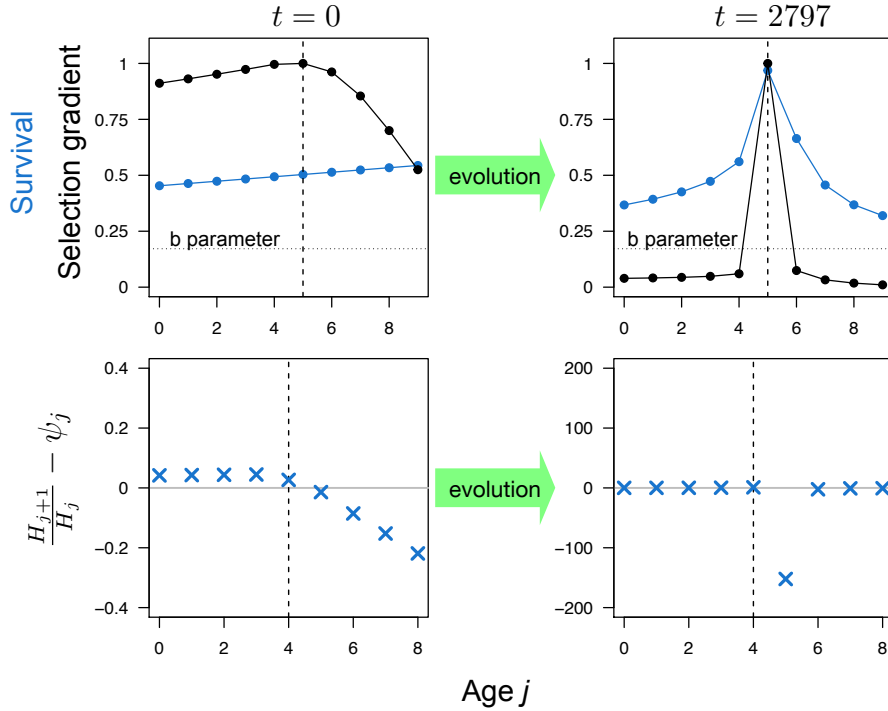 t = 0
t = 2797
Survival
Selection gradient
1
0.75
0.5
0.25
0
b parameter
0 2 4 6 8
evolution
1
0.75
0.5
0.25
0
b parameter
0 2 4 6 8
H_{j+1}/H_j − ψ_j
0.4
0.2
0
−0.2
−0.4
0 2 4 6 8
evolution
200
100
0
−100
−200
0 2 4 6 8
Age j